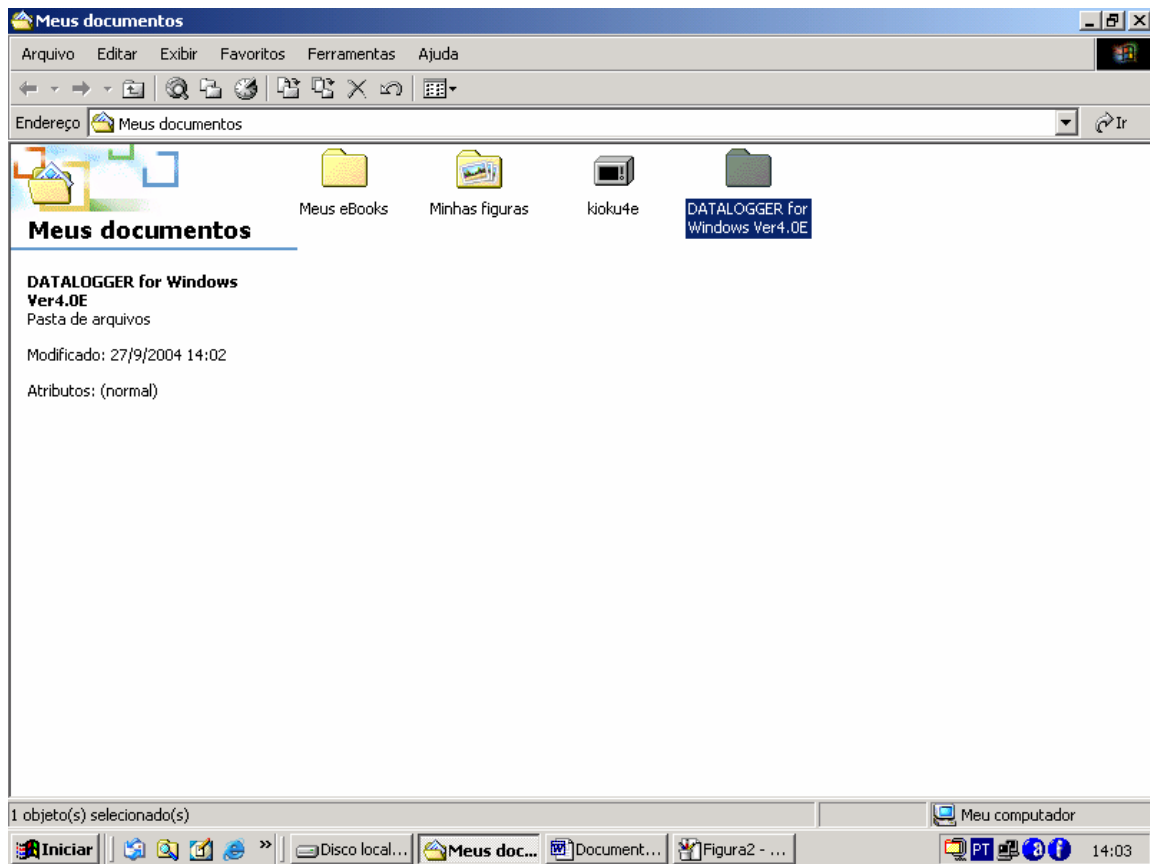 Meus documentos
Arquivo Editar Exibir Favoritos Ferramentas Ajuda
Endereço Meus documentos Ir
Meus eBooks Minhas figuras kioku4e DATALOGGER for
Windows Ver4.0E
Meus documentos
DATALOGGER for Windows
Ver4.0E
Pasta de arquivos
Modificado: 27/9/2004 14:02
Atributos: (normal)
1 objeto(s) selecionado(s) Meu computador
Iniciar » Disco local... Meus doc... Document... Figura2 - ... PT 14:03